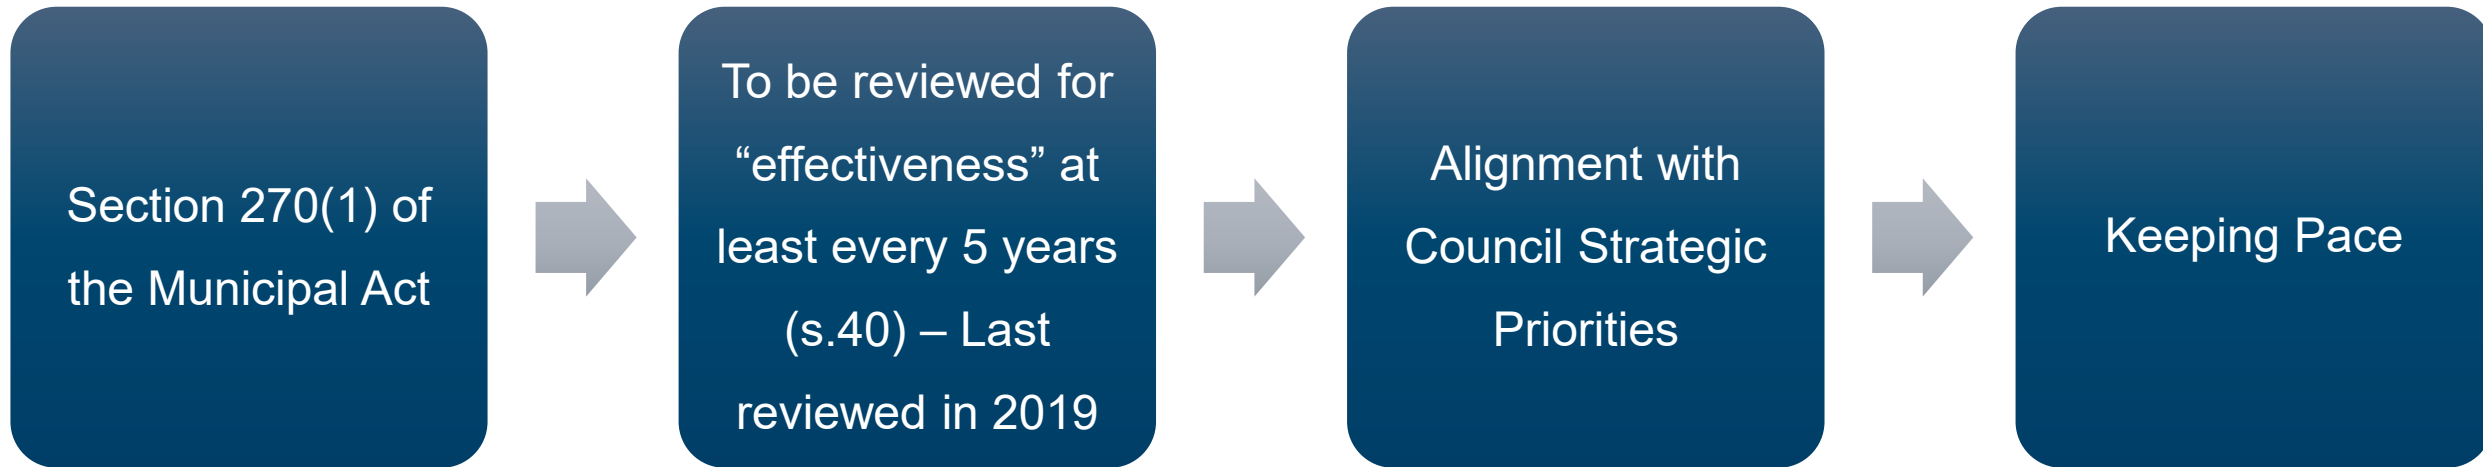 Section 270(1) of
the Municipal Act
To be reviewed for
“effectiveness” at
least every 5 years
(s.40) – Last
reviewed in 2019
Alignment with
Council Strategic
Priorities
Keeping Pace